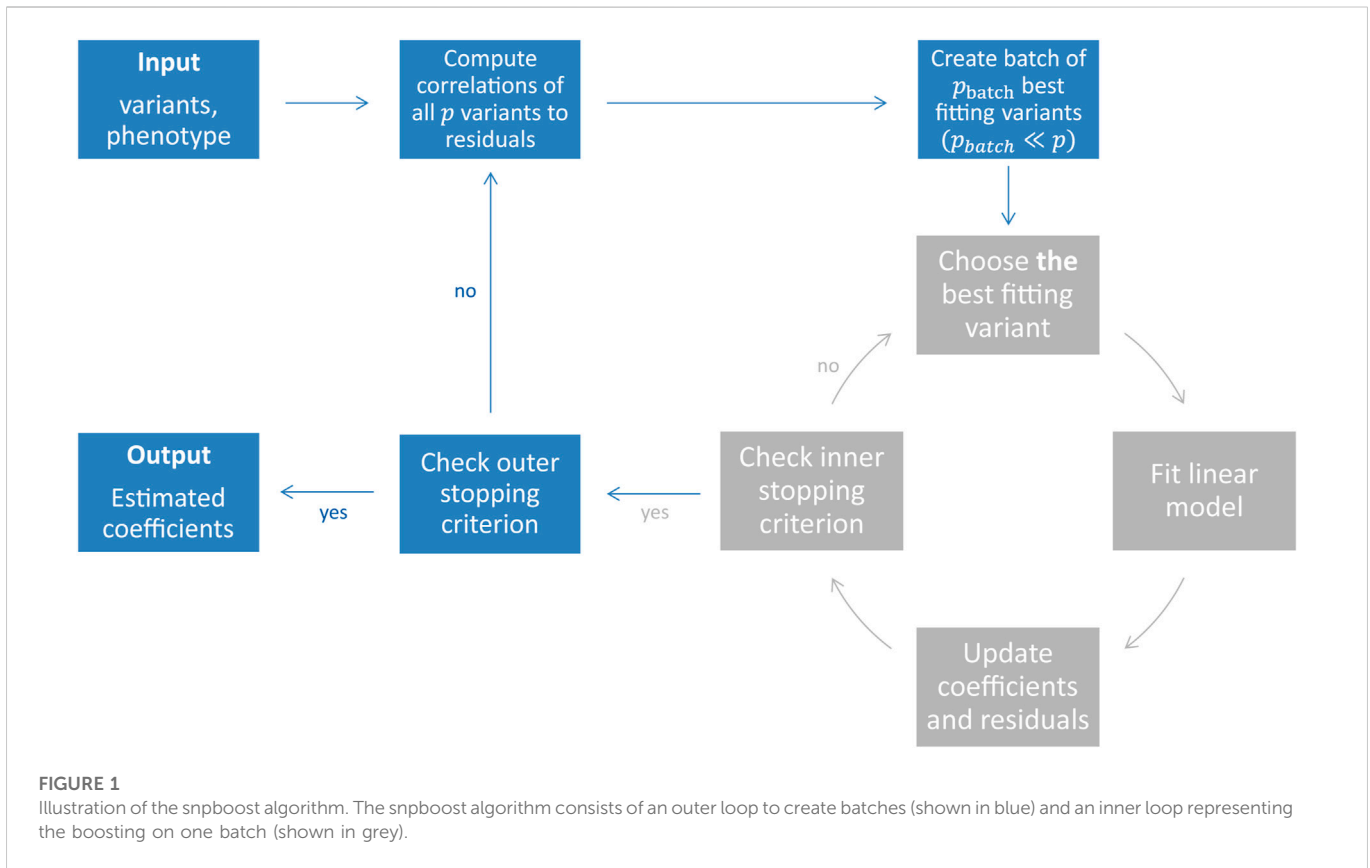 Input
variants,
phenotype
Compute
correlations of
all p variants to
residuals
Create batch of
p_batch best
fitting variants
(p_batch ≪ p)
Choose the
best fitting
variant
no
no
Output
Estimated
coefficients
yes
Check outer
stopping
criterion
yes
Check inner
stopping
criterion
Fit linear
model
Update
coefficients
and residuals
FIGURE 1
Illustration of the snpboost algorithm. The snpboost algorithm consists of an outer loop to create batches (shown in blue) and an inner loop representing
the boosting on one batch (shown in grey).